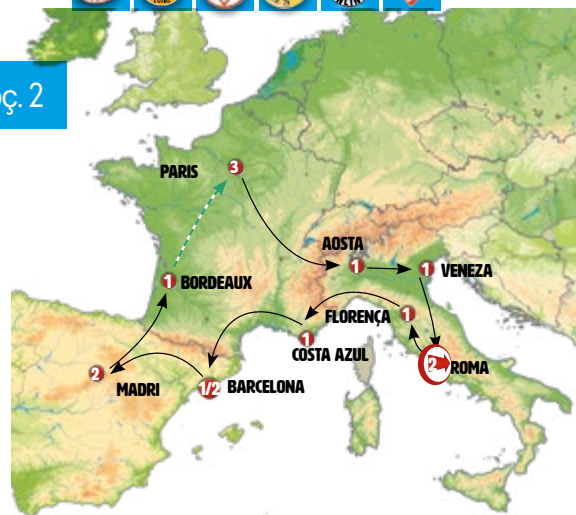 ç. 2
PARIS
3
AOSTA
1
1
VENEZA
1
BORDEAUX
FLORENÇA
1
1
COSTA AZUL
2
ROMA
2
MADRI
1/2
BARCELONA